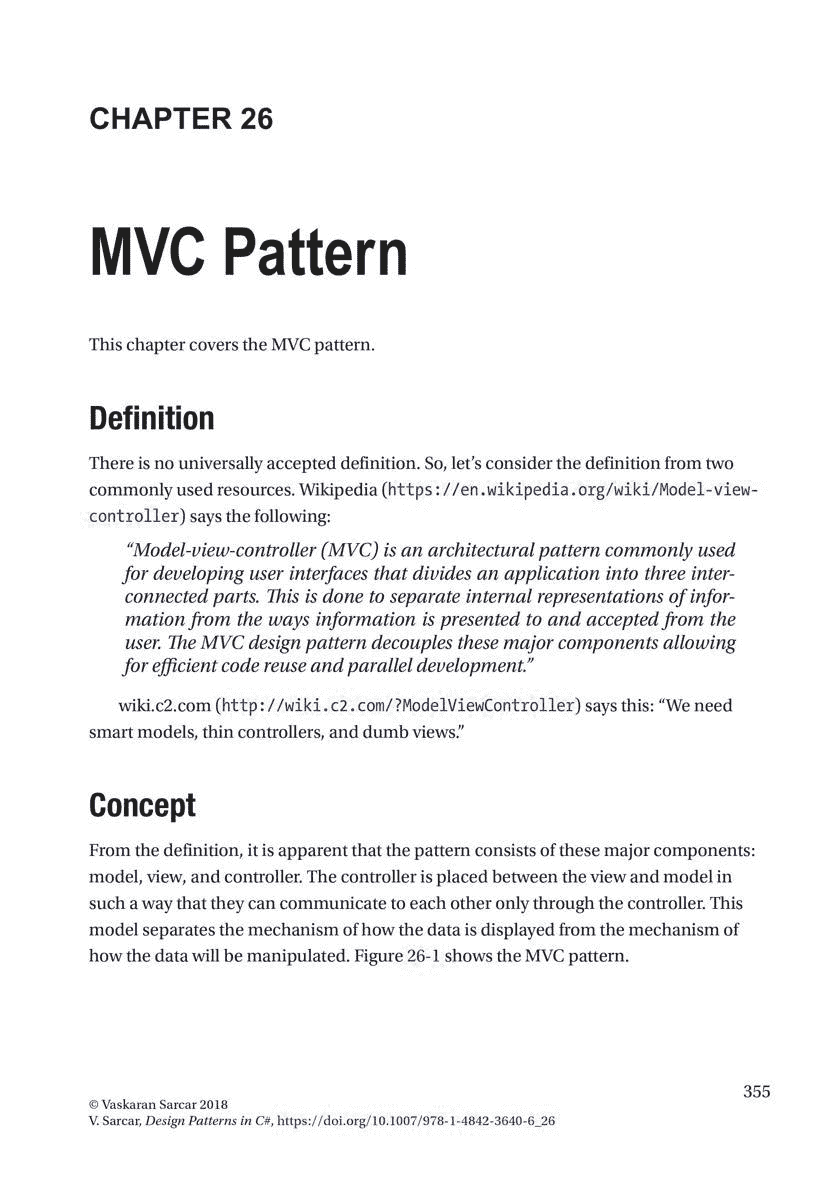 CHAPTER 26
MVC Pattern
This chapter covers the MVC pattern.
Definition
There is no universally accepted definition. So, let’s consider the definition from two
commonly used resources. Wikipedia (https://en.wikipedia.org/wiki/Model-view-
controller) says the following:
“Model-view-controller (MVC) is an architectural pattern commonly used
for developing user interfaces that divides an application into three inter-
connected parts. This is done to separate internal representations of infor-
mation from the ways information is presented to and accepted from the
user. The MVC design pattern decouples these major components allowing
for efficient code reuse and parallel development.”
wiki.c2.com (http://wiki.c2.com/?ModelViewController) says this: “We need
smart models, thin controllers, and dumb views.”
Concept
From the definition, it is apparent that the pattern consists of these major components:
model, view, and controller. The controller is placed between the view and model in
such a way that they can communicate to each other only through the controller. This
model separates the mechanism of how the data is displayed from the mechanism of
how the data will be manipulated. Figure 26-1 shows the MVC pattern.
355
© Vaskaran Sarcar 2018
V. Sarcar, Design Patterns in C#, https://doi.org/10.1007/978-1-4842-3640-6_26